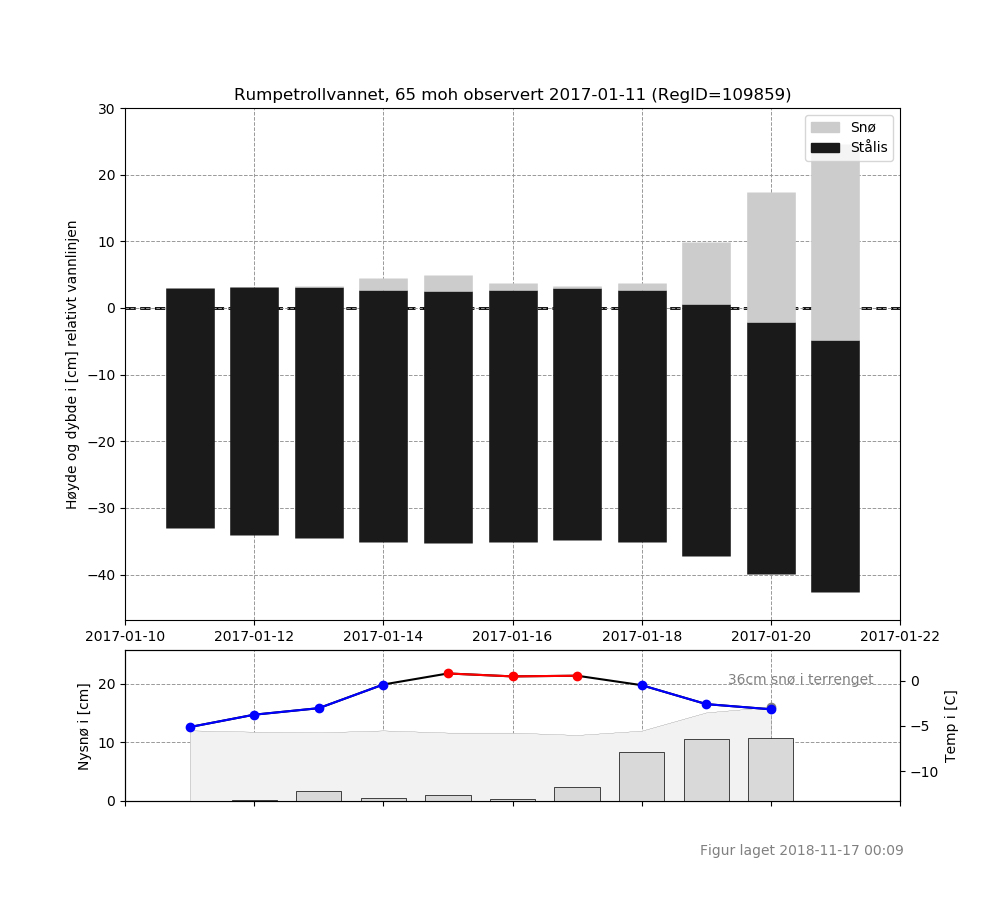 Rumpetrollvannet, 65 moh observert 2017-01-11 (RegID=109859)
Høyde og dybde i [cm] relativt vannlinjen
30
20
10
0
−10
−20
−30
−40
Snø
Stålis
2017-01-10 2017-01-12 2017-01-14 2017-01-16 2017-01-18 2017-01-20 2017-01-22
Nysnø i [cm]
20
10
0
36cm snø i terrenget
0
−5
−10
Temp i [C]
Figur laget 2018-11-17 00:09